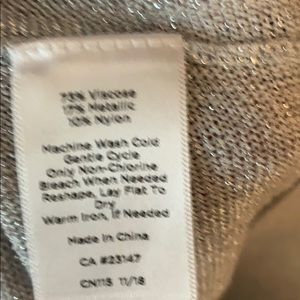 73% Viscose
17% Metallic
10% Nylon
Machine Wash Cold
Gentle Cycle
Only Non-Chlorine
Bleach When Needed
Reshape, Lay Flat To
Dry
Warm Iron, If Needed
Made In China
CA #23147
CN115 11/18